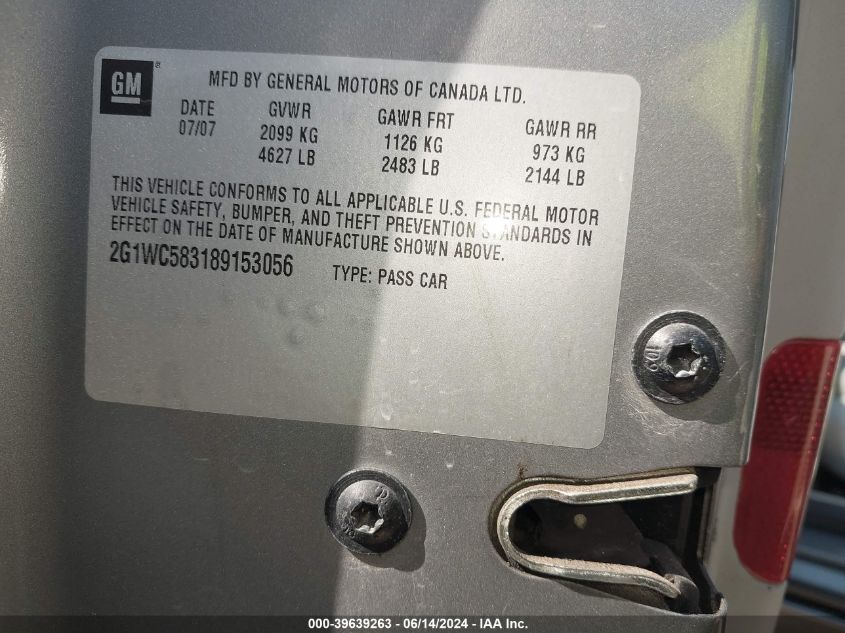 GM ®
MFD BY GENERAL MOTORS OF CANADA LTD.
DATE GVWR GAWR FRT GAWR RR
07/07 2099 KG 1126 KG 973 KG
4627 LB 2483 LB 2144 LB
THIS VEHICLE CONFORMS TO ALL APPLICABLE U.S. FEDERAL MOTOR
VEHICLE SAFETY, BUMPER, AND THEFT PREVENTION STANDARDS IN
EFFECT ON THE DATE OF MANUFACTURE SHOWN ABOVE.
2G1WC583189153056 TYPE: PASS CAR
10.9
000-39639263 - 06/14/2024 - IAA Inc.